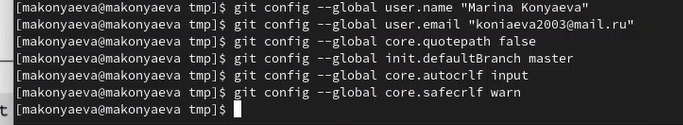 [makonyaeva@makonyaeva tmp]$ git config --global user.name "Marina Konyaeva"
[makonyaeva@makonyaeva tmp]$ git config --global user.email "koniaeva2003@mail.ru"
[makonyaeva@makonyaeva tmp]$ git config --global core.quotepath false
[makonyaeva@makonyaeva tmp]$ git config --global init.defaultBranch master
[makonyaeva@makonyaeva tmp]$ git config --global core.autocrlf input
[makonyaeva@makonyaeva tmp]$ git config --global core.safecrlf warn
[makonyaeva@makonyaeva tmp]$